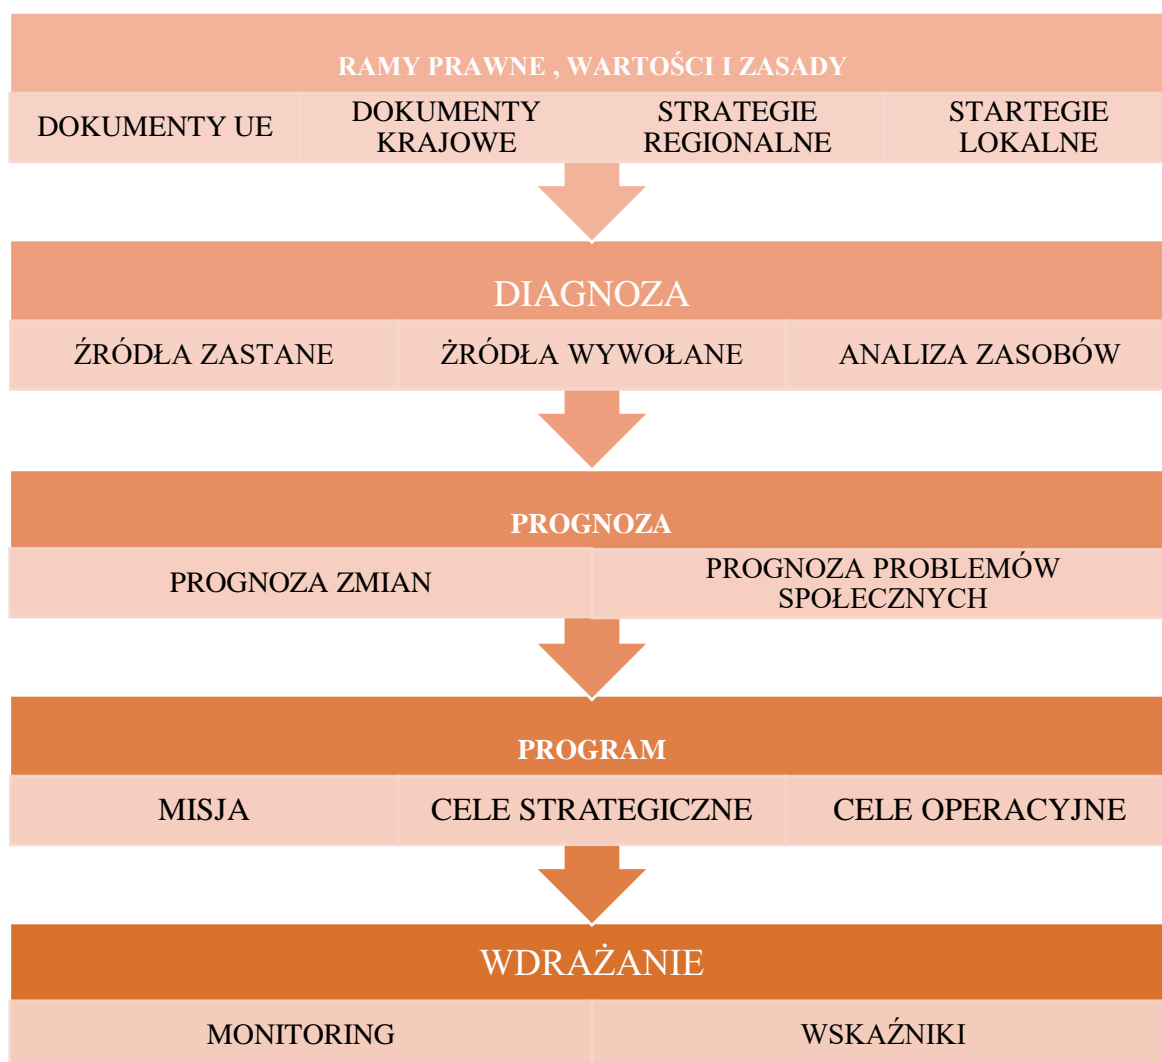 RAMY PRAWNE , WARTOŚCI I ZASADY
DOKUMENTY UE
DOKUMENTY
KRAJOWE
STRATEGIE
REGIONALNE
STARTEGIE
LOKALNE
DIAGNOZA
ŹRÓDŁA ZASTANE
ŻRÓDŁA WYWOŁANE
ANALIZA ZASOBÓW
PROGNOZA
PROGNOZA ZMIAN
PROGNOZA PROBLEMÓW
SPOŁECZNYCH
PROGRAM
MISJA
CELE STRATEGICZNE
CELE OPERACYJNE
WDRAŻANIE
MONITORING
WSKAŹNIKI